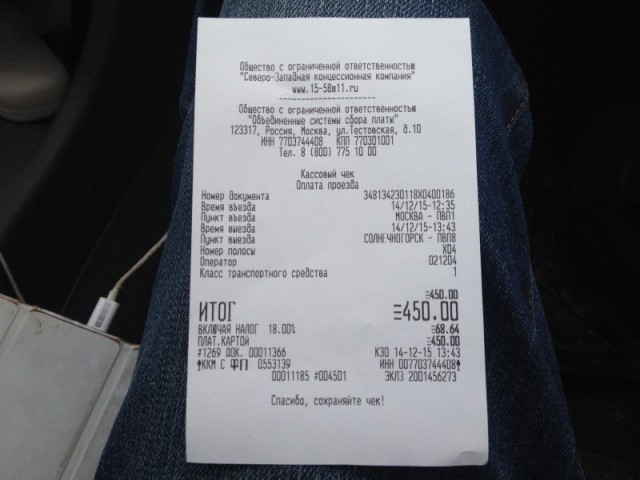 Общество с ограниченной ответственностью
"Северо-Западная концессионная компания"
www.15-58m11.ru
Общество с ограниченной ответственностью
"Объединенные системы сбора платы"
123317, Россия, Москва, ул.Тестовская, д.10
ИНН 7703744408 КПП 770301001
Тел. 8 (800) 775 10 00
Кассовый чек
Оплата проезда
Номер документа 348134230118X0400186
Время въезда 14/12/15-12:35
Пункт въезда МОСКВА - ПВП1
Время выезда 14/12/15-13:43
Пункт выезда СОЛНЕЧНОГОРСК - ПВП8
Номер полосы X04
Оператор 021204
Класс транспортного средства 1
≡450.00
ИТОГ ≡450.00
ВКЛЮЧАЯ НАЛОГ 18.00% ≡68.64
ПЛАТ.КАРТОЙ ≡450.00
#1269 ДОК. 00011366 К30 14-12-15 13:43
ККМ С ФП 0553139 ИНН 007703744408
00011185 #004501 ЭКЛЗ 2001456273
Спасибо, сохраняйте чек!